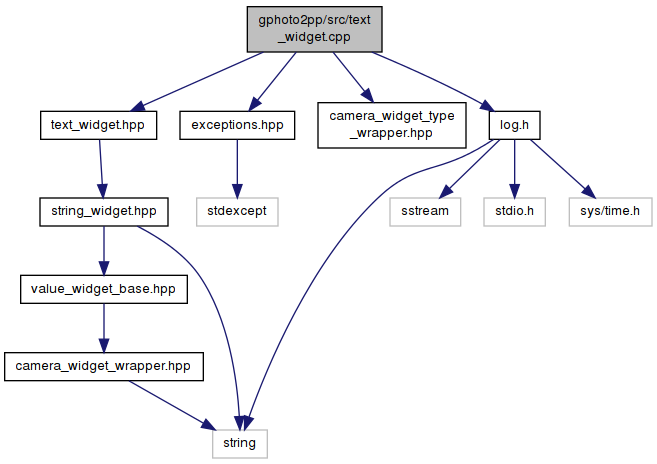 gphoto2pp/src/text
_widget.cpp
text_widget.hpp
exceptions.hpp
camera_widget_type
_wrapper.hpp
log.h
string_widget.hpp
stdexcept
sstream
stdio.h
sys/time.h
value_widget_base.hpp
camera_widget_wrapper.hpp
string